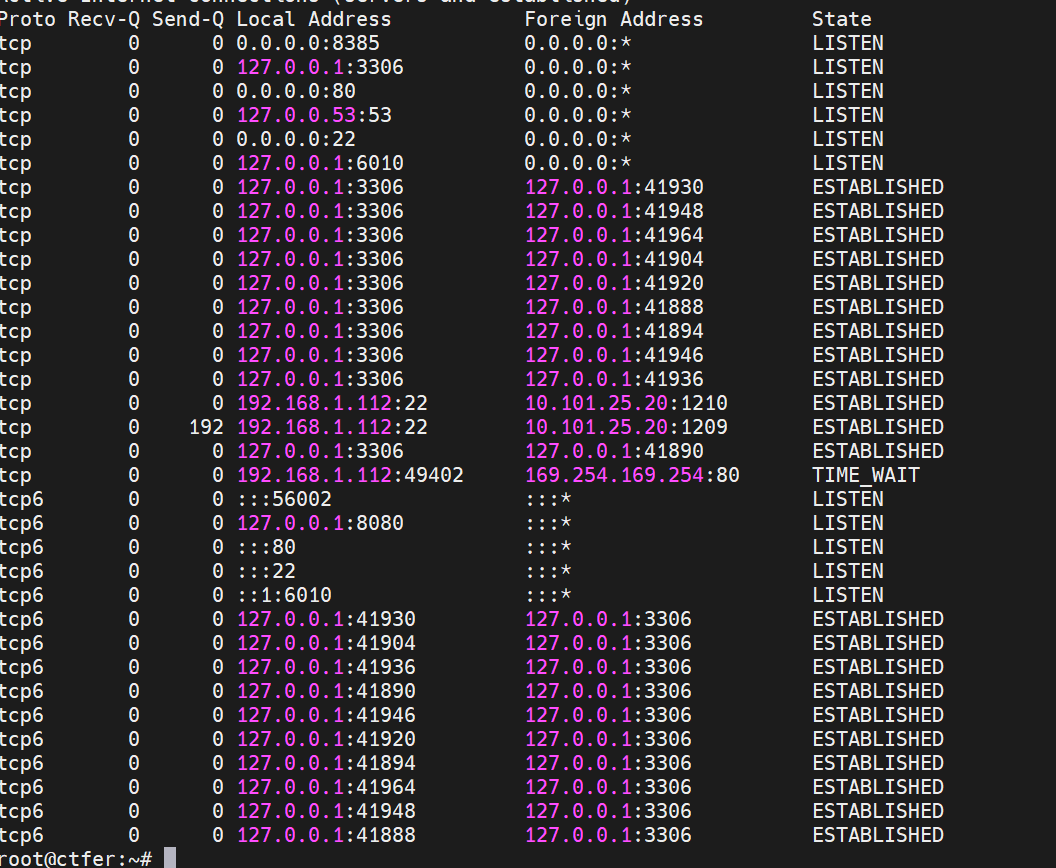 Active Internet connections (servers and established)
Proto Recv-Q Send-Q Local Address           Foreign Address         State
tcp        0      0 0.0.0.0:8385            0.0.0.0:*               LISTEN
tcp        0      0 127.0.0.1:3306          0.0.0.0:*               LISTEN
tcp        0      0 0.0.0.0:80              0.0.0.0:*               LISTEN
tcp        0      0 127.0.0.53:53           0.0.0.0:*               LISTEN
tcp        0      0 0.0.0.0:22              0.0.0.0:*               LISTEN
tcp        0      0 127.0.0.1:6010          0.0.0.0:*               LISTEN
tcp        0      0 127.0.0.1:3306          127.0.0.1:41930         ESTABLISHED
tcp        0      0 127.0.0.1:3306          127.0.0.1:41948         ESTABLISHED
tcp        0      0 127.0.0.1:3306          127.0.0.1:41964         ESTABLISHED
tcp        0      0 127.0.0.1:3306          127.0.0.1:41904         ESTABLISHED
tcp        0      0 127.0.0.1:3306          127.0.0.1:41920         ESTABLISHED
tcp        0      0 127.0.0.1:3306          127.0.0.1:41888         ESTABLISHED
tcp        0      0 127.0.0.1:3306          127.0.0.1:41894         ESTABLISHED
tcp        0      0 127.0.0.1:3306          127.0.0.1:41946         ESTABLISHED
tcp        0      0 127.0.0.1:3306          127.0.0.1:41936         ESTABLISHED
tcp        0      0 192.168.1.112:22        10.101.25.20:1210       ESTABLISHED
tcp        0    192 192.168.1.112:22        10.101.25.20:1209       ESTABLISHED
tcp        0      0 127.0.0.1:3306          127.0.0.1:41890         ESTABLISHED
tcp        0      0 192.168.1.112:49402     169.254.169.254:80      TIME_WAIT
tcp6       0      0 :::56002                :::*                    LISTEN
tcp6       0      0 127.0.0.1:8080          :::*                    LISTEN
tcp6       0      0 :::80                   :::*                    LISTEN
tcp6       0      0 :::22                   :::*                    LISTEN
tcp6       0      0 ::1:6010                :::*                    LISTEN
tcp6       0      0 127.0.0.1:41930         127.0.0.1:3306          ESTABLISHED
tcp6       0      0 127.0.0.1:41904         127.0.0.1:3306          ESTABLISHED
tcp6       0      0 127.0.0.1:41936         127.0.0.1:3306          ESTABLISHED
tcp6       0      0 127.0.0.1:41890         127.0.0.1:3306          ESTABLISHED
tcp6       0      0 127.0.0.1:41946         127.0.0.1:3306          ESTABLISHED
tcp6       0      0 127.0.0.1:41920         127.0.0.1:3306          ESTABLISHED
tcp6       0      0 127.0.0.1:41894         127.0.0.1:3306          ESTABLISHED
tcp6       0      0 127.0.0.1:41964         127.0.0.1:3306          ESTABLISHED
tcp6       0      0 127.0.0.1:41948         127.0.0.1:3306          ESTABLISHED
tcp6       0      0 127.0.0.1:41888         127.0.0.1:3306          ESTABLISHED
root@ctfer:~#